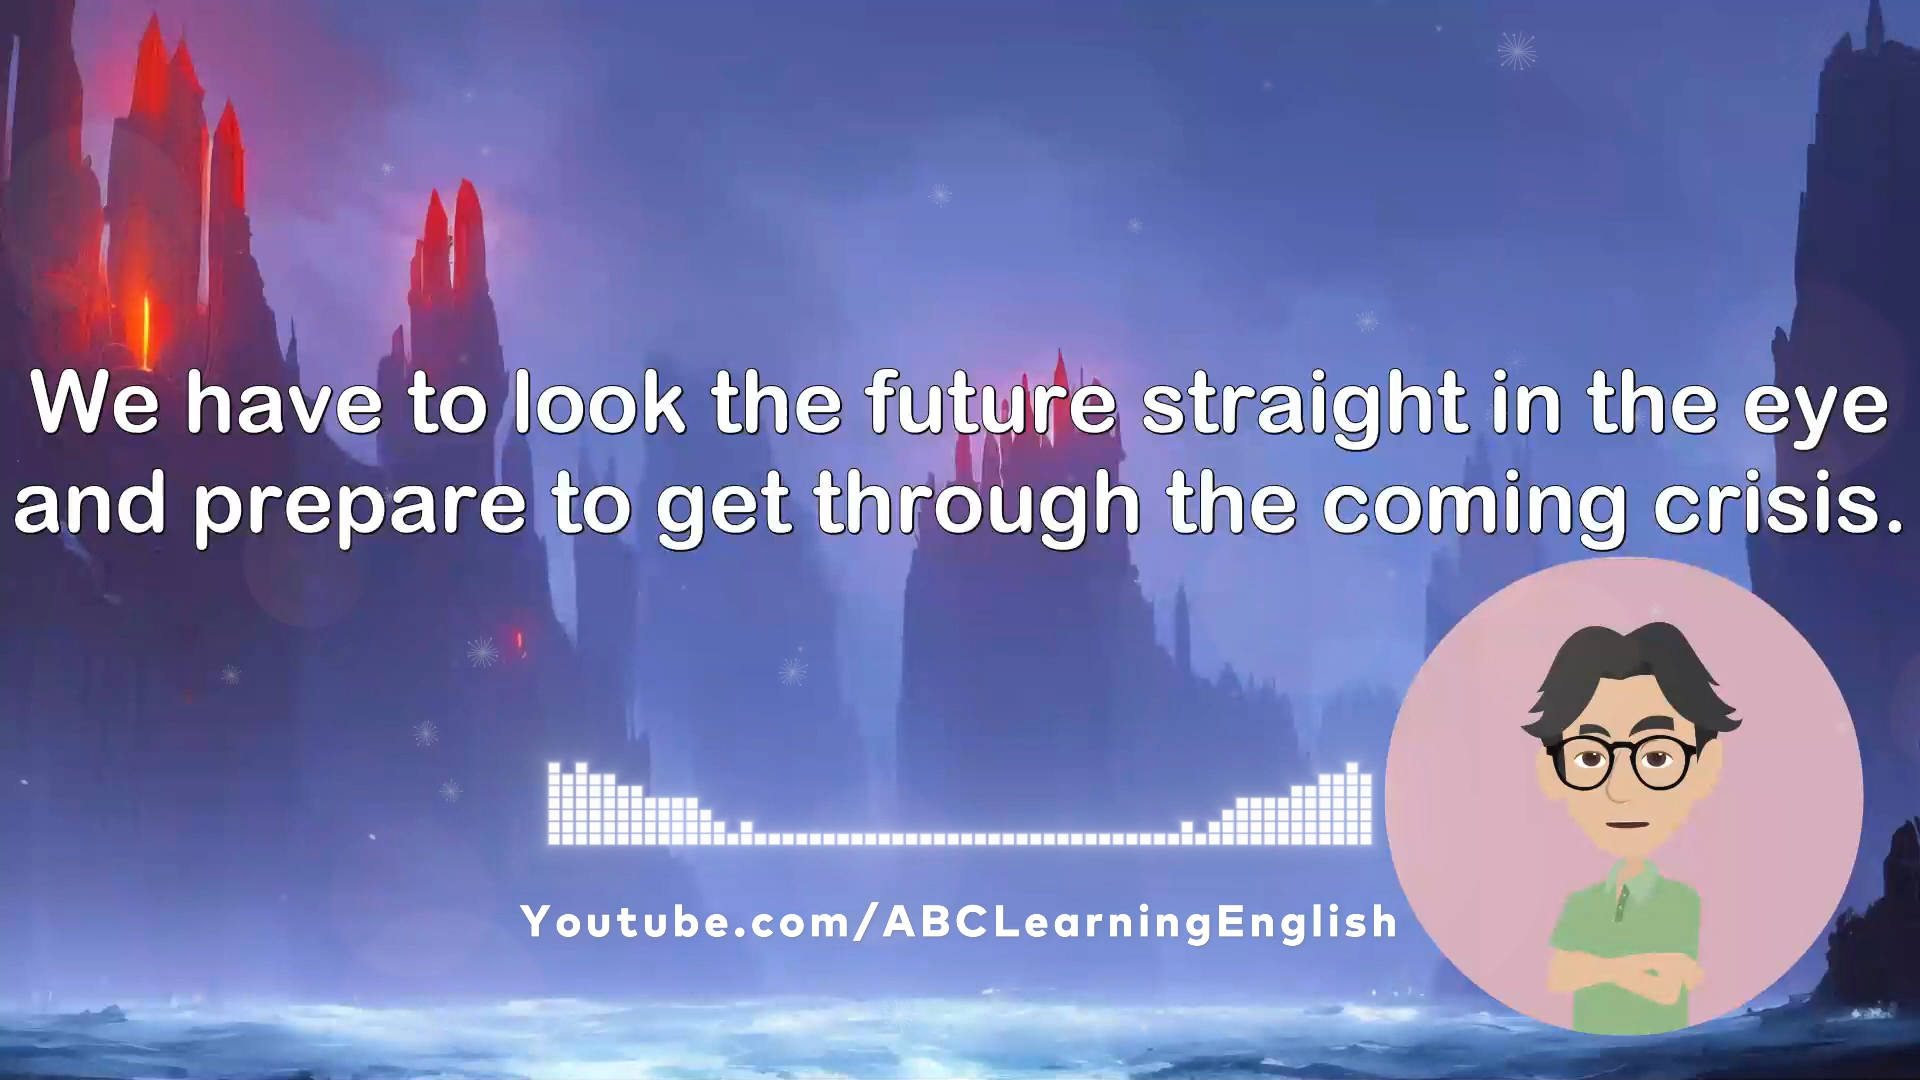 We have to look the future straight in the eye
and prepare to get through the coming crisis.
Youtube.com/ABCLearningEnglish